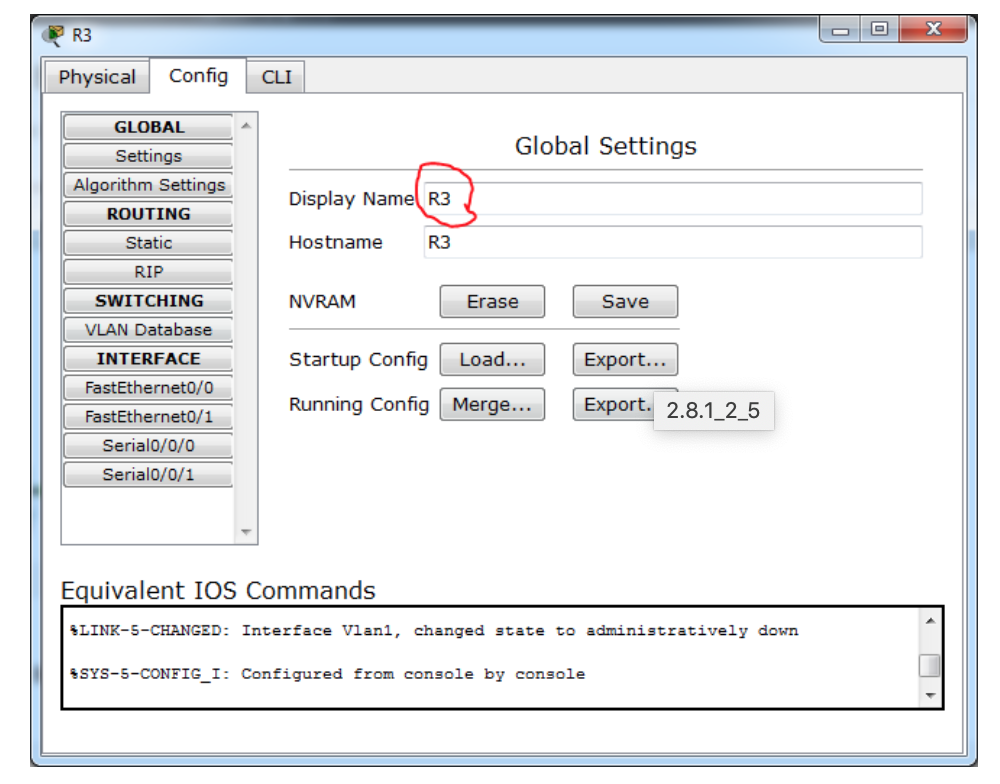 R3
Physical Config CLI
GLOBAL
Settings
Algorithm Settings
ROUTING
Static
RIP
SWITCHING
VLAN Database
INTERFACE
FastEthernet0/0
FastEthernet0/1
Serial0/0/0
Serial0/0/1
Global Settings
Display Name R3
Hostname R3
NVRAM Erase Save
Startup Config Load... Export...
Running Config Merge... Export.
2.8.1_2_5
Equivalent IOS Commands
%LINK-5-CHANGED: Interface Vlan1, changed state to administratively down
%SYS-5-CONFIG_I: Configured from console by console